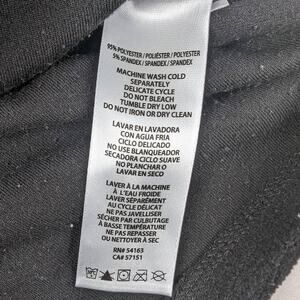 95% POLYESTER / POLIÉSTER / POLYESTER
5% SPANDEX / SPANDEX / SPANDEX
MACHINE WASH COLD
SEPARATELY
DELICATE CYCLE
DO NOT BLEACH
TUMBLE DRY LOW
DO NOT IRON OR DRY CLEAN
LAVAR EN LAVADORA
CON AGUA FRIA
CICLO DELICADO
NO USE BLANQUEADOR
SECADORA CICLO SUAVE
NO PLANCHAR O
LAVAR EN SECO
LAVER À LA MACHINE
À L'EAU FROIDE
LAVER SÉPARÉMENT
AU CYCLE DÉLICAT
NE PAS JAVELLISER
SÉCHER PAR CULBUTAGE
À BASSE TEMPÉRATURE
NE PAS REPASSER
OU NETTOYER À SEC
RN# 54163
CA# 57151